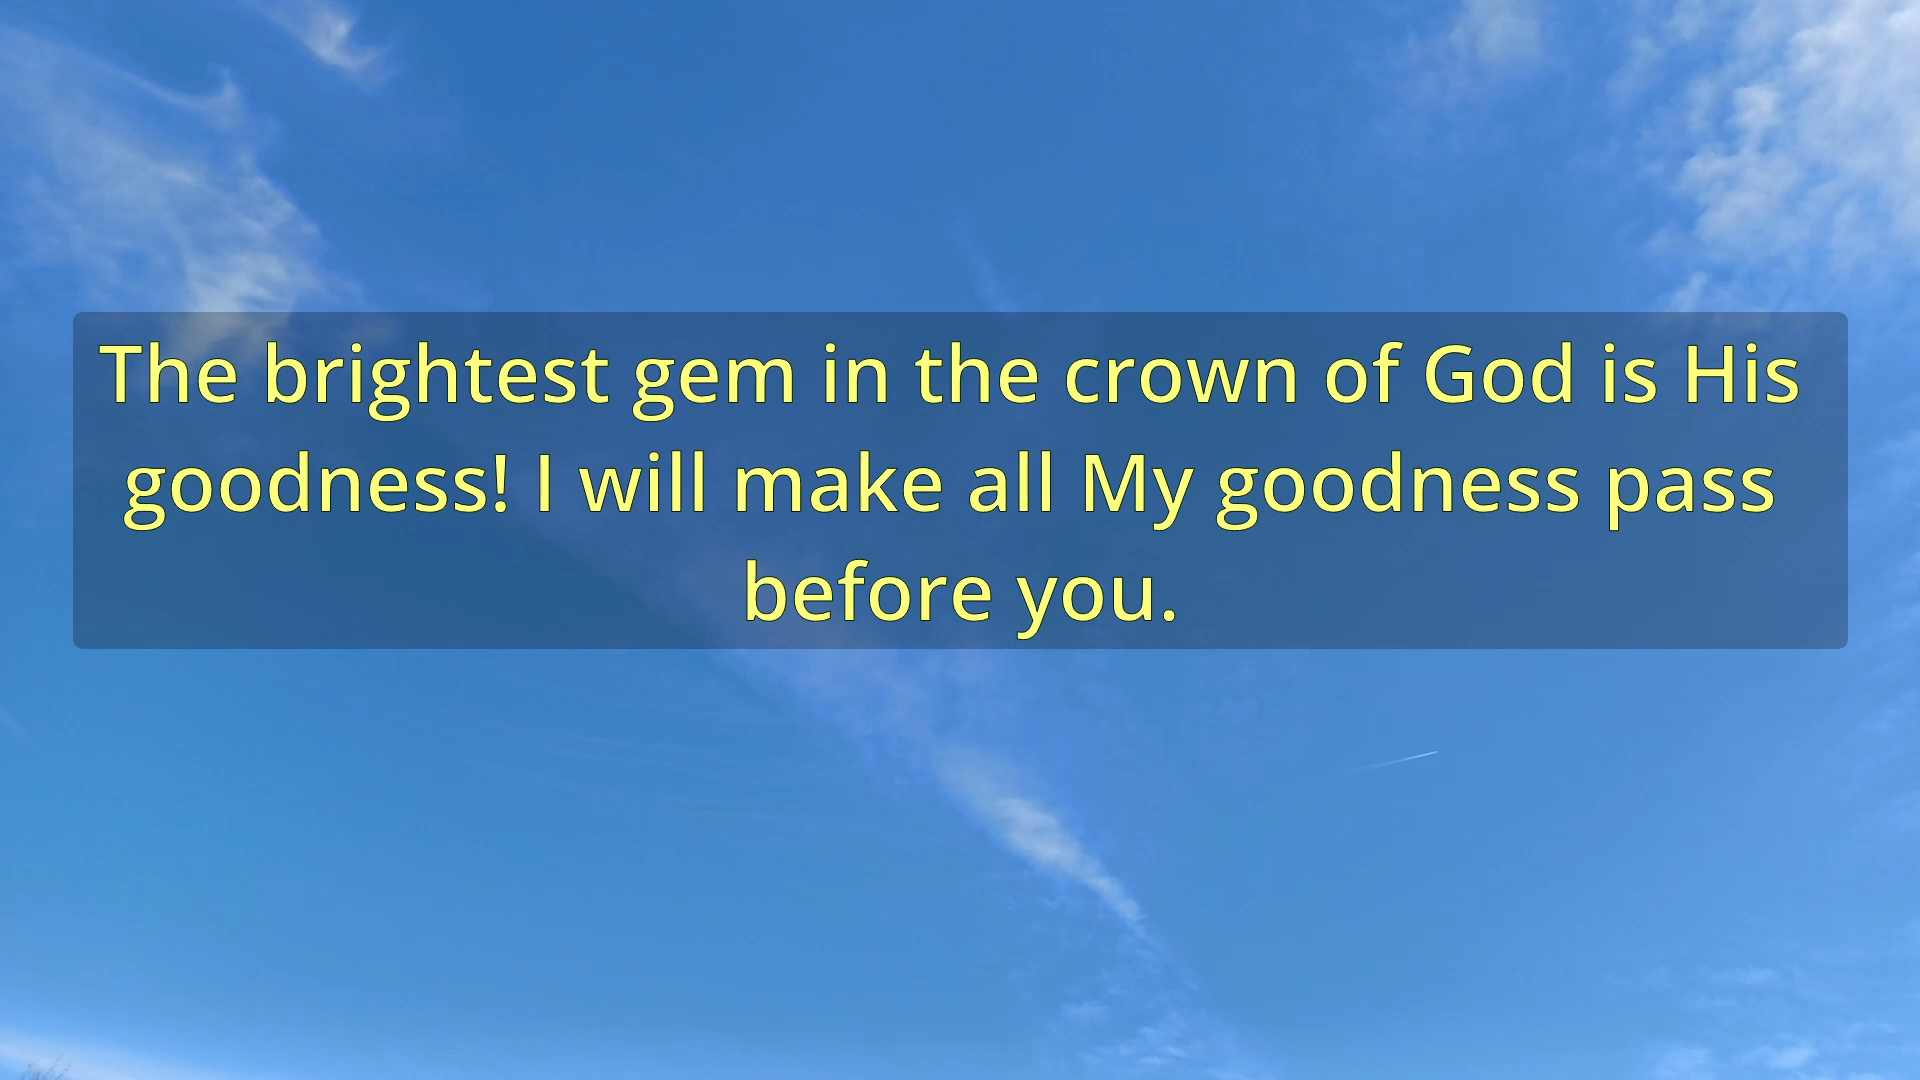 The brightest gem in the crown of God is His
goodness! I will make all My goodness pass
before you.